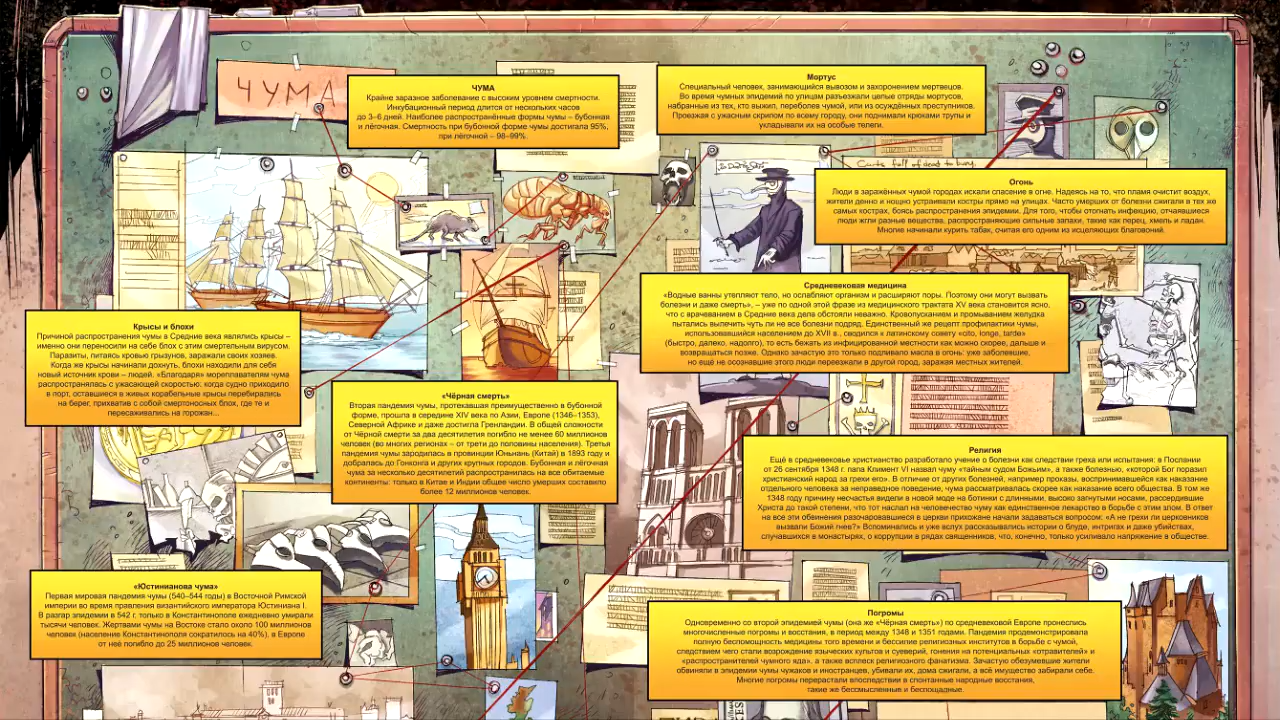 ЧУМА
ЧУМА
Крайне заразное заболевание с высоким уровнем смертности.
Инкубационный период длится от нескольких часов
до 3–6 дней. Наиболее распространённые формы чумы – бубонная
и лёгочная. Смертность при бубонной форме чумы достигала 95%,
при лёгочной – 98–99%.
Мортус
Специальный человек, занимающийся вывозом и захоронением мертвецов.
Во время чумных эпидемий по улицам разъезжали целые отряды мортусов,
набранные из тех, кто выжил, переболев чумой, или из осуждённых преступников.
Проезжая с ужасным скрипом по всему городу, они поднимали крюками трупы и
укладывали их на особые телеги.
Carts full of dead to bury.
Огонь
Люди в заражённых чумой городах искали спасение в огне. Надеясь на то, что пламя очистит воздух,
жители денно и нощно устраивали костры прямо на улицах. Часто умерших от болезни сжигали в тех же
самых кострах, боясь распространения эпидемии. Для того, чтобы отогнать инфекцию, отчаявшиеся
люди жгли разные вещества, распространяющие сильные запахи, такие как перец, хмель и ладан.
Многие начинали курить табак, считая его одним из исцеляющих благовоний.
Средневековая медицина
«Водные ванны утепляют тело, но ослабляют организм и расширяют поры. Поэтому они могут вызвать
болезни и даже смерть», – уже по одной этой фразе из медицинского трактата XV века становится ясно,
что с врачеванием в Средние века дела обстояли неважно. Кровопусканием и промыванием желудка
пытались вылечить чуть ли не все болезни подряд. Единственный же рецепт профилактики чумы,
использовавшийся населением до XVII в., сводился к латинскому совету «cito, longe, tarde»
(быстро, далеко, надолго), то есть бежать из инфицированной местности как можно скорее, дальше и
возвращаться позже. Однако зачастую это только подливало масла в огонь: уже заболевшие,
но ещё не осознавшие этого люди переезжали в другой город, заражая местных жителей.
Крысы и блохи
Причиной распространения чумы в Средние века являлись крысы –
именно они переносили на себе блох с этим смертельным вирусом.
Паразиты, питаясь кровью грызунов, заражали своих хозяев.
Когда же крысы начинали дохнуть, блохи находили для себя
новый источник крови – людей. «Благодаря» мореплавателям чума
распространялась с ужасающей скоростью: когда судно приходило
в порт, оставшиеся в живых корабельные крысы перебирались
на берег, прихватив с собой смертоносных блох, где те и
пересаживались на горожан...
«Чёрная смерть»
Вторая пандемия чумы, протекавшая преимущественно в бубонной
форме, прошла в середине XIV века по Азии, Европе (1346–1353),
Северной Африке и даже достигла Гренландии. В общей сложности
от Чёрной смерти за два десятилетия погибло не менее 60 миллионов
человек (во многих регионах – от трети до половины населения). Третья
пандемия чумы зародилась в провинции Юньнань (Китай) в 1893 году и
добралась до Гонконга и других крупных городов. Бубонная и лёгочная
чума за несколько десятилетий распространилась на все обитаемые
континенты: только в Китае и Индии общее число умерших составило
более 12 миллионов человек.
Религия
Ещё в средневековье христианство разработало учение о болезни как следствии греха или испытания: в Послании
от 26 сентября 1348 г. папа Климент VI назвал чуму «тайным судом Божьим», а также болезнью, «которой Бог поразил
христианский народ за грехи его». В отличие от других болезней, например проказы, воспринимавшейся как наказание
отдельного человека за неправедное поведение, чума рассматривалась скорее как наказание всего общества. В том же
1348 году причину несчастья видели в новой моде на ботинки с длинными, высоко загнутыми носами, рассердившие
Христа до такой степени, что тот наслал на человечество чуму как единственное лекарство в борьбе с этим злом. В ответ
на все эти обвинения разочаровавшиеся в церкви прихожане начали задаваться вопросом: «А не грехи ли церковников
вызвали Божий гнев?» Вспоминались и уже вслух рассказывались истории о блуде, интригах и даже убийствах,
случавшихся в монастырях, о коррупции в рядах священников, что, конечно, только усиливало напряжение в обществе.
«Юстинианова чума»
Первая мировая пандемия чумы (540–544 годы) в Восточной Римской
империи во время правления византийского императора Юстиниана I.
В разгар эпидемии в 542 г. только в Константинополе ежедневно умирали
тысячи человек. Жертвами чумы на Востоке стало около 100 миллионов
человек (население Константинополя сократилось на 40%), в Европе
от неё погибло до 25 миллионов человек.
Погромы
Одновременно со второй эпидемией чумы (она же «Чёрная смерть») по средневековой Европе пронеслись
многочисленные погромы и восстания, в период между 1348 и 1351 годами. Пандемия продемонстрировала
полную беспомощность медицины того времени и бессилие религиозных институтов в борьбе с чумой,
следствием чего стали возрождение языческих культов и суеверий, гонения на потенциальных «отравителей» и
«распространителей чумного яда», а также всплеск религиозного фанатизма. Зачастую обезумевшие жители
обвиняли в эпидемии чумы чужаков и иностранцев, убивали их, дома сжигали, а всё имущество забирали себе.
Многие погромы перерастали впоследствии в спонтанные народные восстания,
такие же бессмысленные и беспощадные.